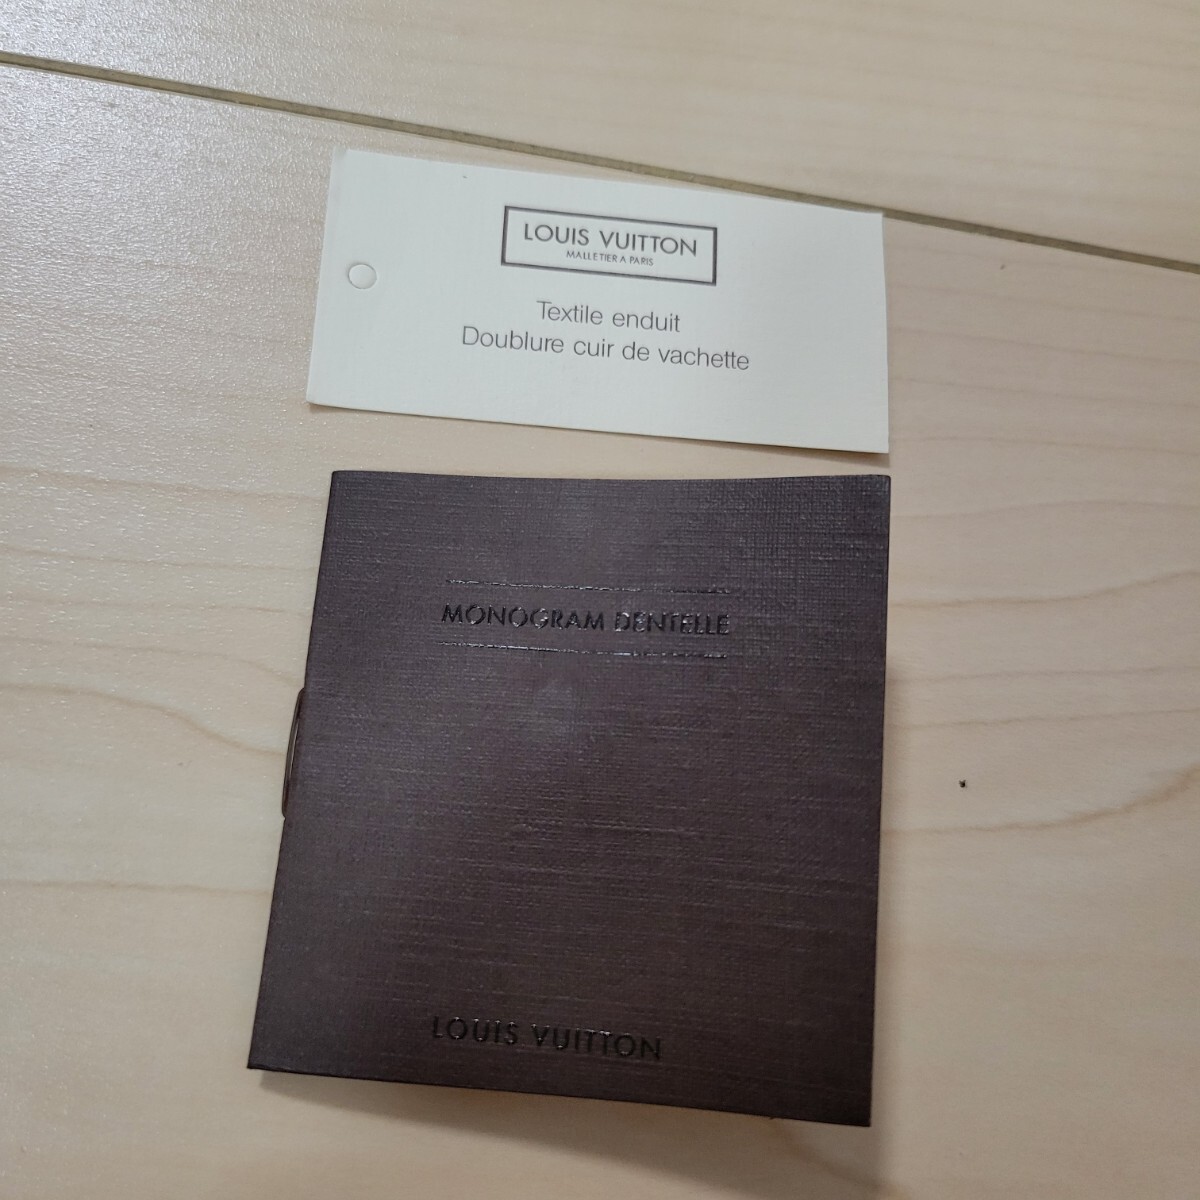 LOUIS VUITTON
MALLETIER A PARIS
Textile enduit
Doublure cuir de vachette
MONOGRAM DENTELLE
LOUIS VUITTON